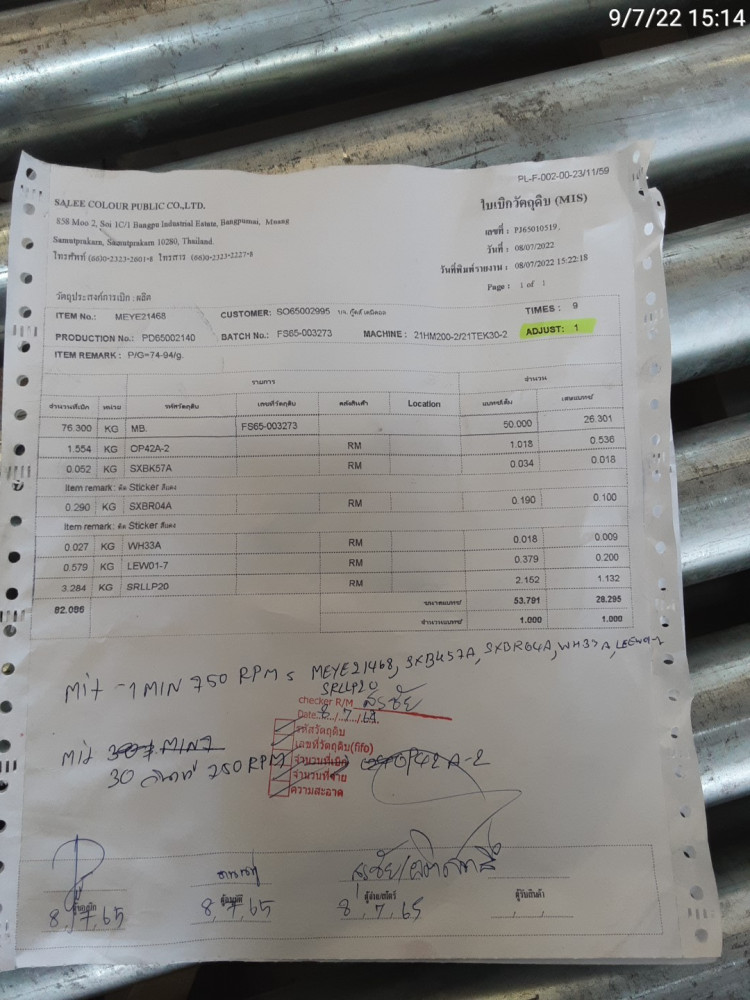 9/7/22 15:14
PL-F-002-00-23/11/59
SALEE COLOUR PUBLIC CO.,LTD.
858 Moo 2, Soi 1C/1 Bangpu Industrial Estate, Bangpumai, Muang
Samutprakarn, Samutprakarn 10280, Thailand.
โทรศัพท์ (66)0-2323-2601-8 โทรสาร (66)0-2323-2227-8
ใบเบิกวัตถุดิบ (MIS)
เลขที่ : PJ65010519
วันที่ : 08/07/2022
วันที่พิมพ์รายงาน : 08/07/2022 15:22:18
Page : 1 of 1
วัตถุประสงค์การเบิก : ผลิต
ITEM No.: MEYE21468 CUSTOMER: SO65002995 TIMES : 9
PRODUCTION No.: PD65002140 BATCH No.: FS65-003273 MACHINE : 21HM200-2/21TEK30-2 ADJUST: 1
ITEM REMARK : P/G=74-94/g.
รายการ จำนวน
จำนวนที่เบิก หน่วย รหัสวัตถุดิบ เลขที่วัตถุดิบ คลังสินค้า Location แบทช์เต็ม เศษแบทช์
76.300 KG MB. FS65-003273 50.000 26.301
1.554 KG OP42A-2 RM 1.018 0.536
0.052 KG SXBK57A RM 0.034 0.018
Item remark : ติด Sticker สีแดง
0.290 KG SXBR04A RM 0.190 0.100
Item remark : ติด Sticker สีแดง
0.027 KG WH33A RM 0.018 0.009
0.579 KG LEW01-7 RM 0.379 0.200
3.284 KG SRLLP20 RM 2.152 1.132
82.086 ขนาดแบทช์ 53.791 28.295
จำนวนแบทช์ 1.000 1.000
Mix -1 MIN 750 RPM = MEYE21468, SXBK57A, SXBR04A, WH33A, LEW01-7
SRLLP20
checker R/M
Date 8/7/65
รหัสวัตถุดิบ
เลขที่วัตถุดิบ(fifo)
จำนวนที่เบิก
จำนวนที่จ่าย
ความสะอาด
Mix
30 วินาที 750 RPM OP42A-2
ผู้อนุมัติ ผู้รับสินค้า
8, 7, 65 8, 7, 65 8, 7, 65